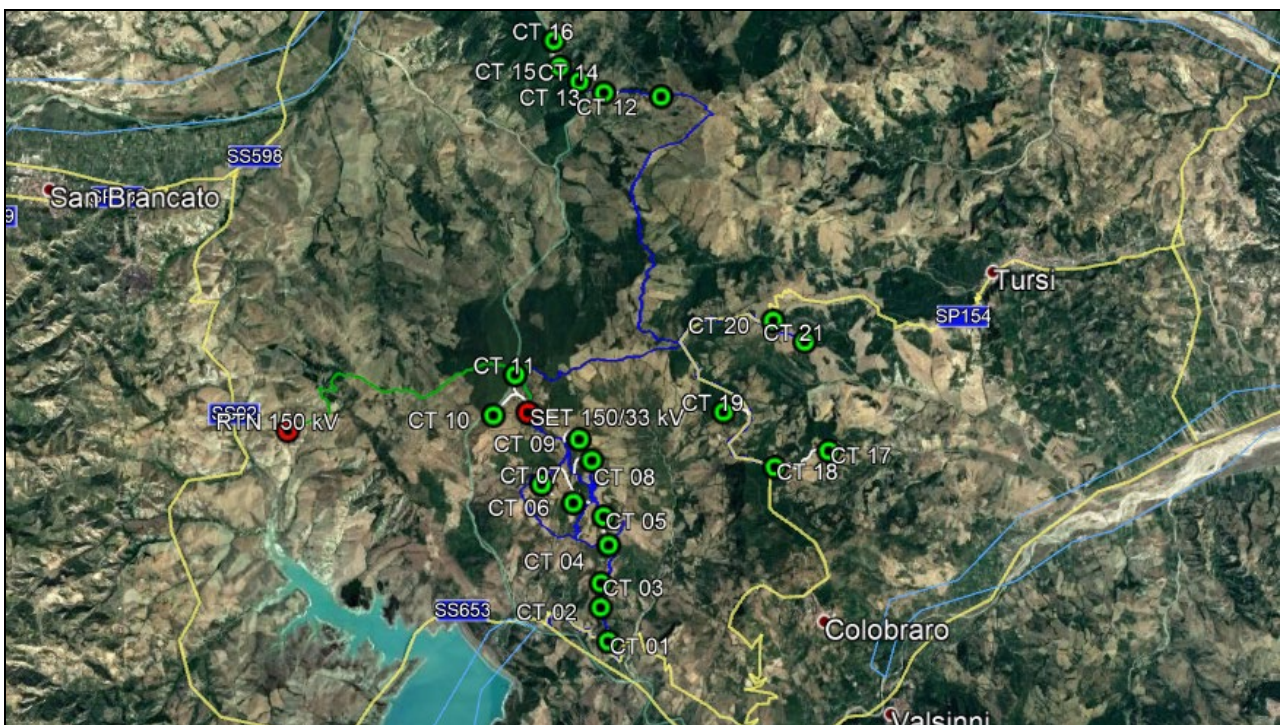 CT 16
CT 15
CT 14
CT 13
CT 12
SS598
San Brancato
Tursi
SP154
CT 20
CT 21
CT 11
CT 19
CT 10
SET 150/33 kV
RTN 150 kV
CT 09
CT 17
CT 18
CT 07
CT 08
CT 06
CT 05
CT 04
CT 03
SS653
CT 02
CT 01
Colobraro
Valsinni